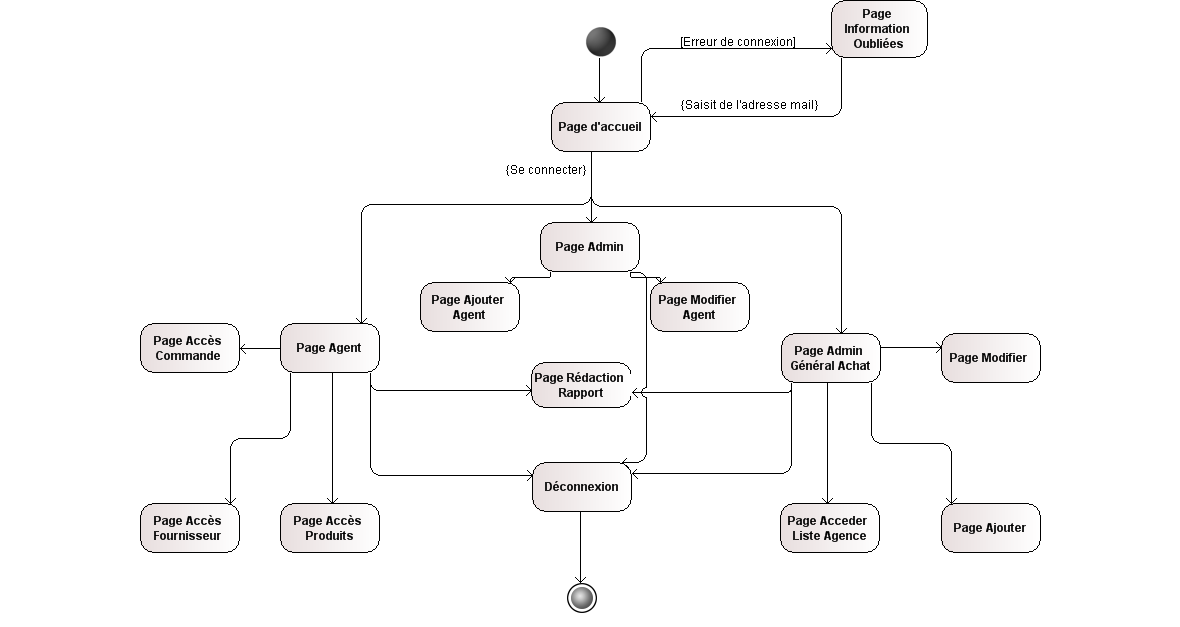 Page
Information
Oubliées
[Erreur de connexion]
{Saisit de l'adresse mail}
Page d'accueil
{Se connecter}
Page Admin
Page Ajouter
Agent
Page Modifier
Agent
Page Accès
Commande
Page Agent
Page Rédaction
Rapport
Page Admin
Général Achat
Page Modifier
Déconnexion
Page Accès
Fournisseur
Page Accès
Produits
Page Acceder
Liste Agence
Page Ajouter